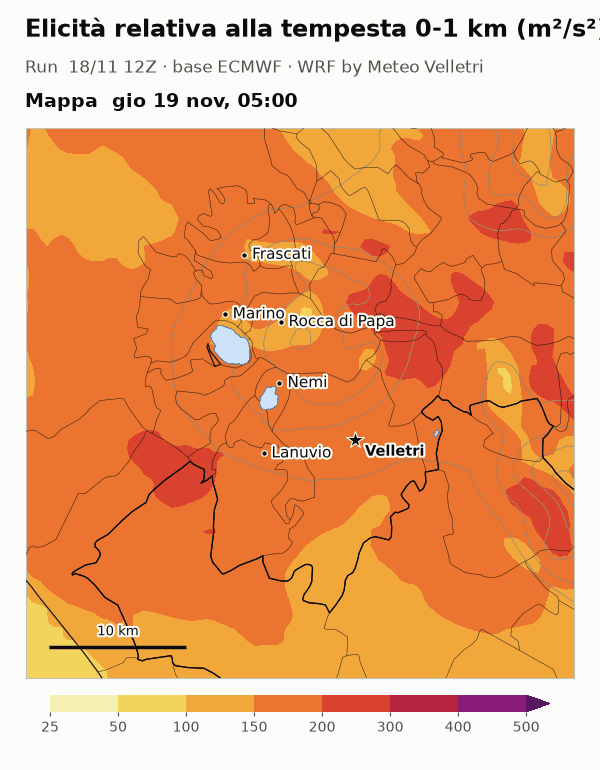 Elicità relativa alla tempesta 0-1 km (m²/s²)
Run  18/11 12Z · base ECMWF · WRF by Meteo Velletri
Mappa  gio 19 nov, 05:00
Frascati
Marino
Rocca di Papa
Nemi
Velletri
Lanuvio
10 km
25 50 100 150 200 300 400 500